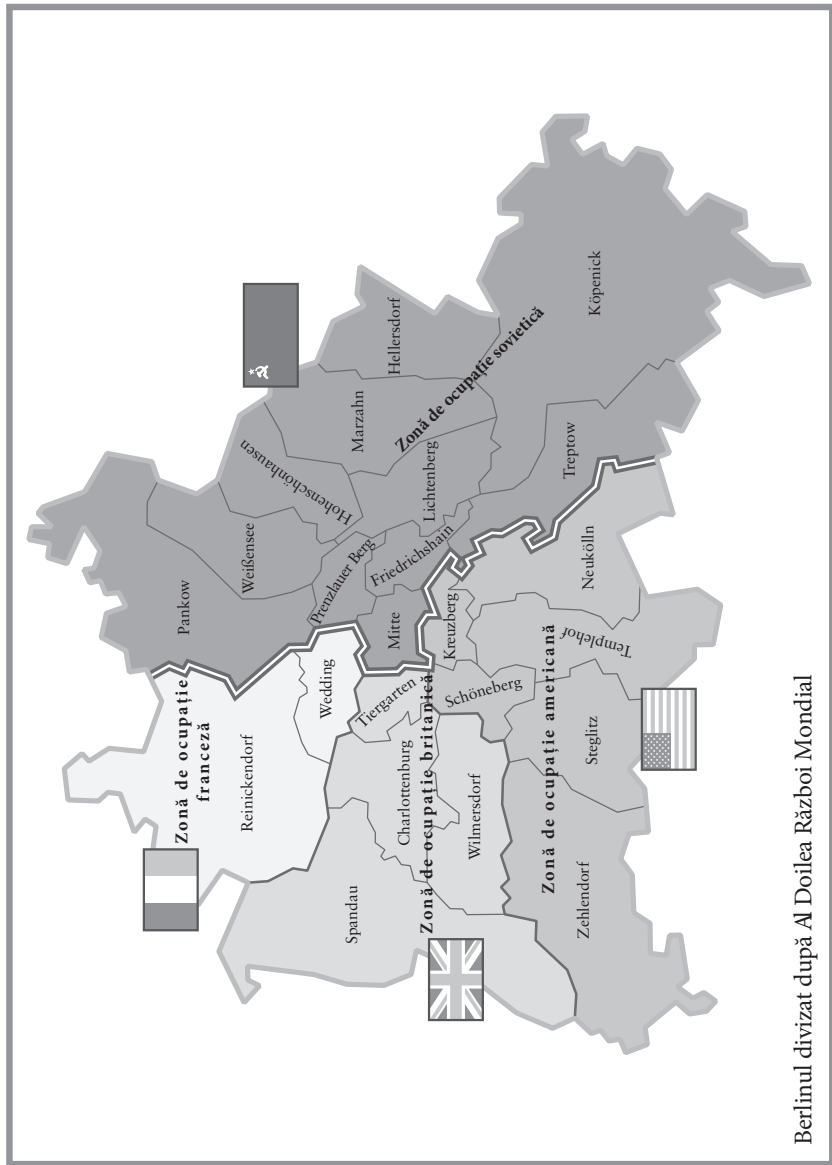 Pankow
Weißensee
Hohenschönhausen
Marzahn
Hellersdorf
Zonă de ocupație
franceză
Reinickendorf
Wedding
Prenzlauer Berg
Mitte
Friedrichshain
Lichtenberg
Zonă de ocupație sovietică
Köpenick
Treptow
Spandau
Charlottenburg
Tiergarten
Zonă de ocupație britanică
Wilmersdorf
Schöneberg
Kreuzberg
Zonă de ocupație americană
Zehlendorf
Steglitz
Templehof
Neukölln
Berlinul divizat după Al Doilea Război Mondial